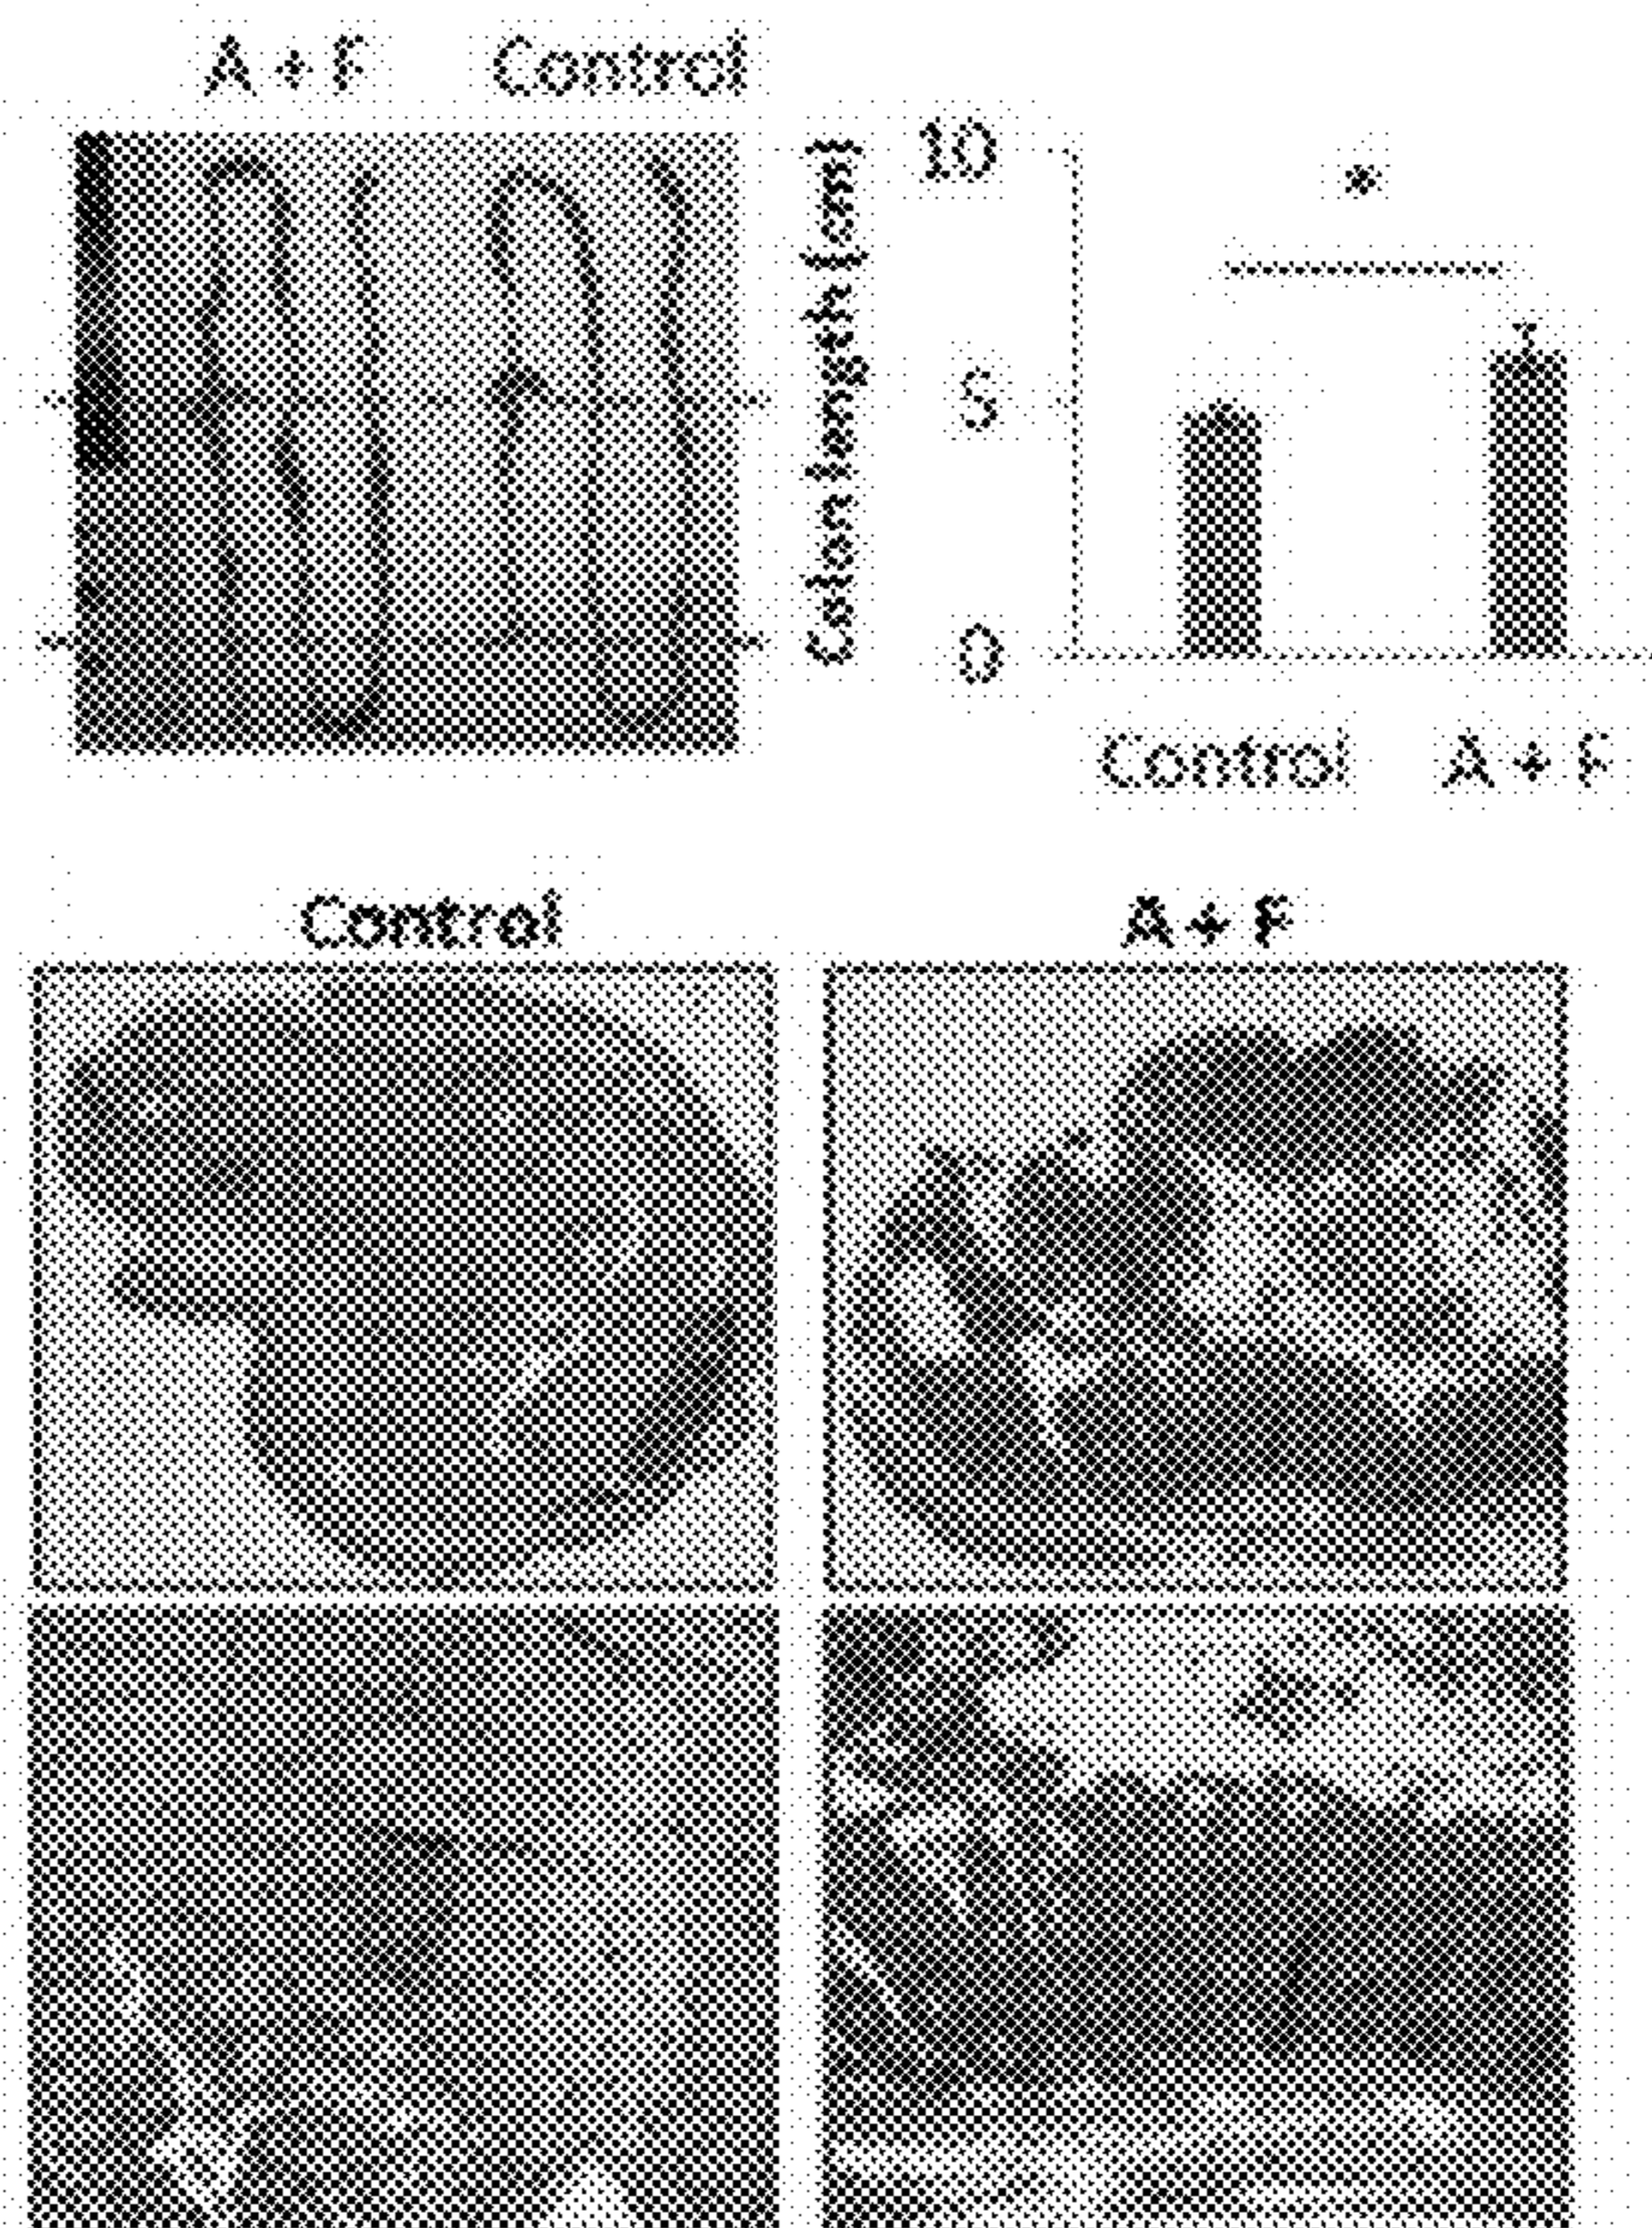 A + F Control
Colon length (cm)
10
*
5
0
Control A + F
Control A + F